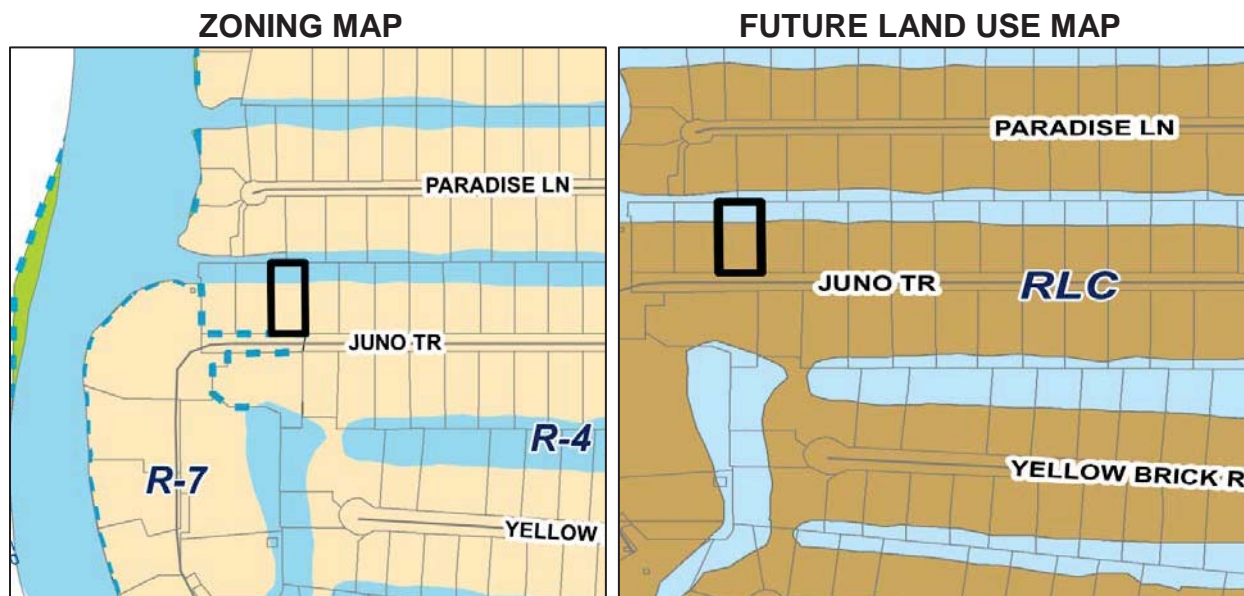 ZONING MAP
PARADISE LN
JUNO TR
R-4
R-7
YELLOW
FUTURE LAND USE MAP
PARADISE LN
JUNO TR
RLC
YELLOW BRICK R